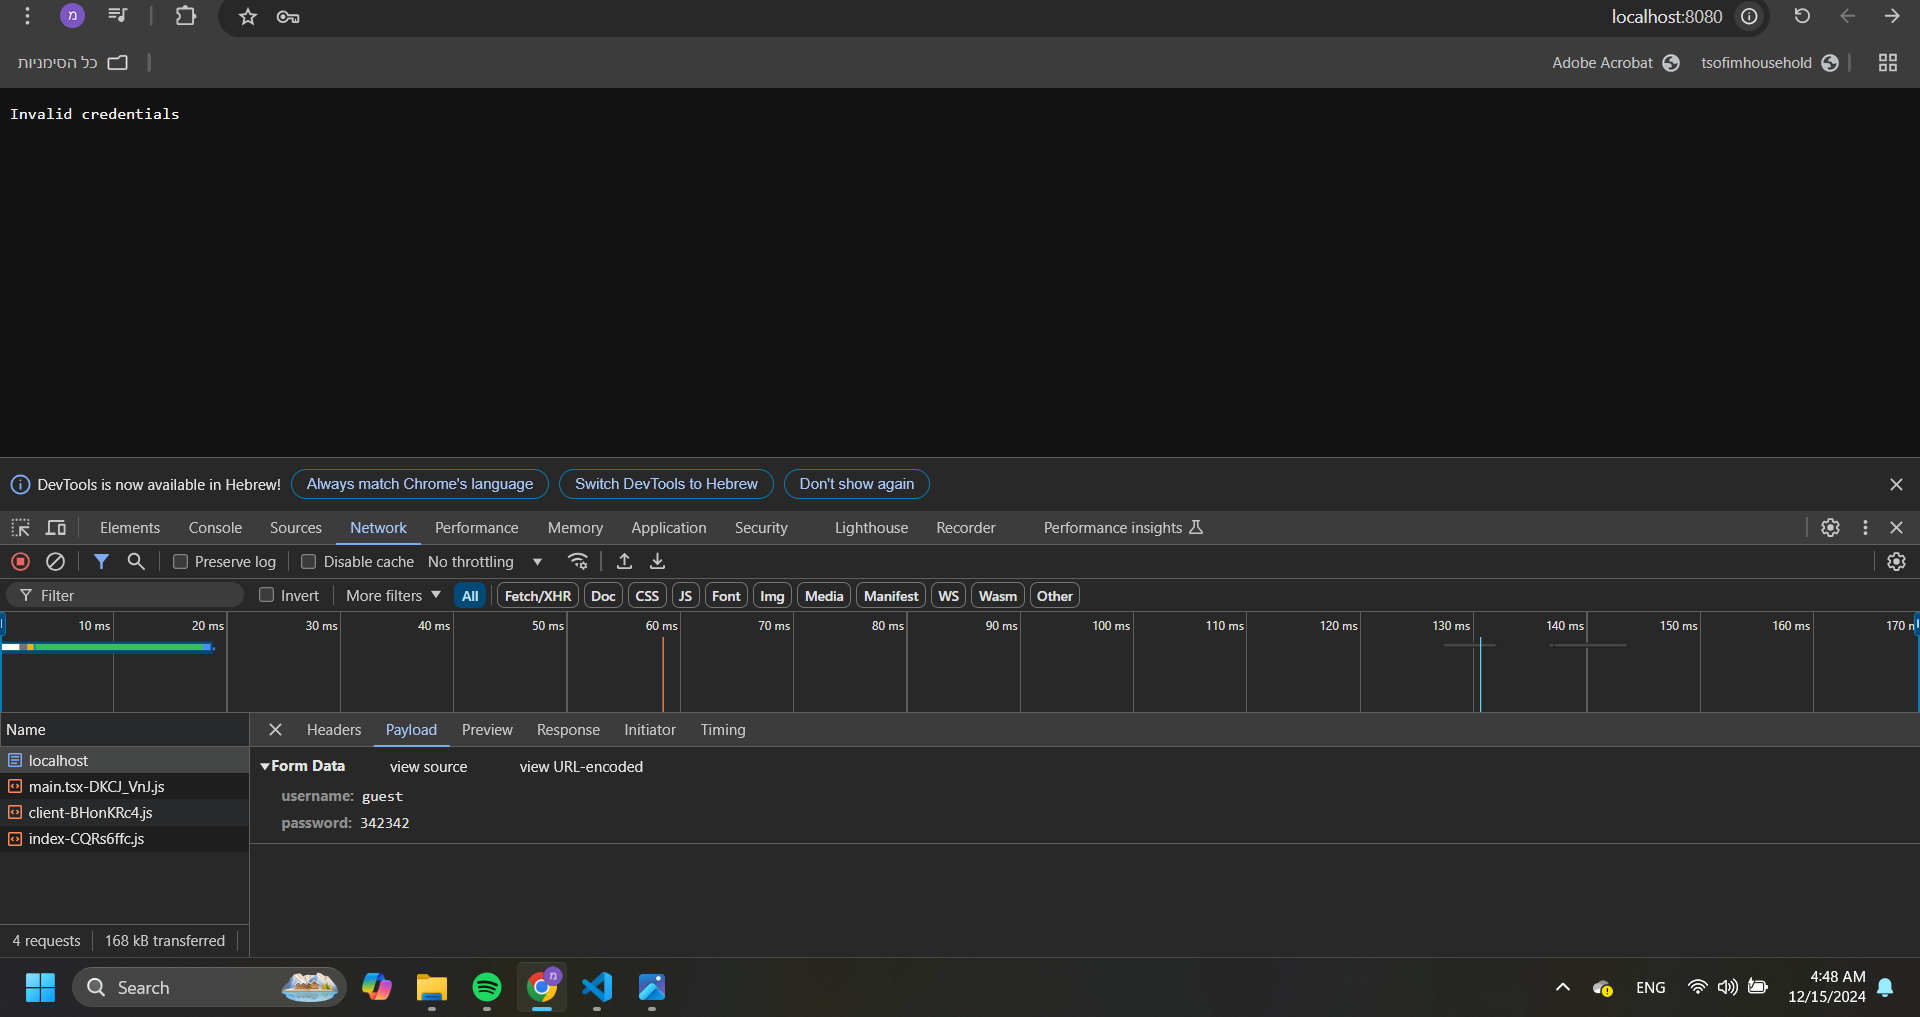 localhost:8080
כל הסימניות
Adobe Acrobat
tsofimhousehold
Invalid credentials
DevTools is now available in Hebrew!
Always match Chrome's language
Switch DevTools to Hebrew
Don't show again
Elements
Console
Sources
Network
Performance
Memory
Application
Security
Lighthouse
Recorder
Performance insights
Preserve log
Disable cache
No throttling
Filter
Invert
More filters
All
Fetch/XHR
Doc
CSS
JS
Font
Img
Media
Manifest
WS
Wasm
Other
10 ms
20 ms
30 ms
40 ms
50 ms
60 ms
70 ms
80 ms
90 ms
100 ms
110 ms
120 ms
130 ms
140 ms
150 ms
160 ms
170
Name
Headers
Payload
Preview
Response
Initiator
Timing
localhost
main.tsx-DKCJ_VnJ.js
client-BHonKRc4.js
index-CQRs6ffc.js
Form Data
view source
view URL-encoded
username: guest
password: 342342
4 requests
168 kB transferred
Search
ENG
4:48 AM
12/15/2024